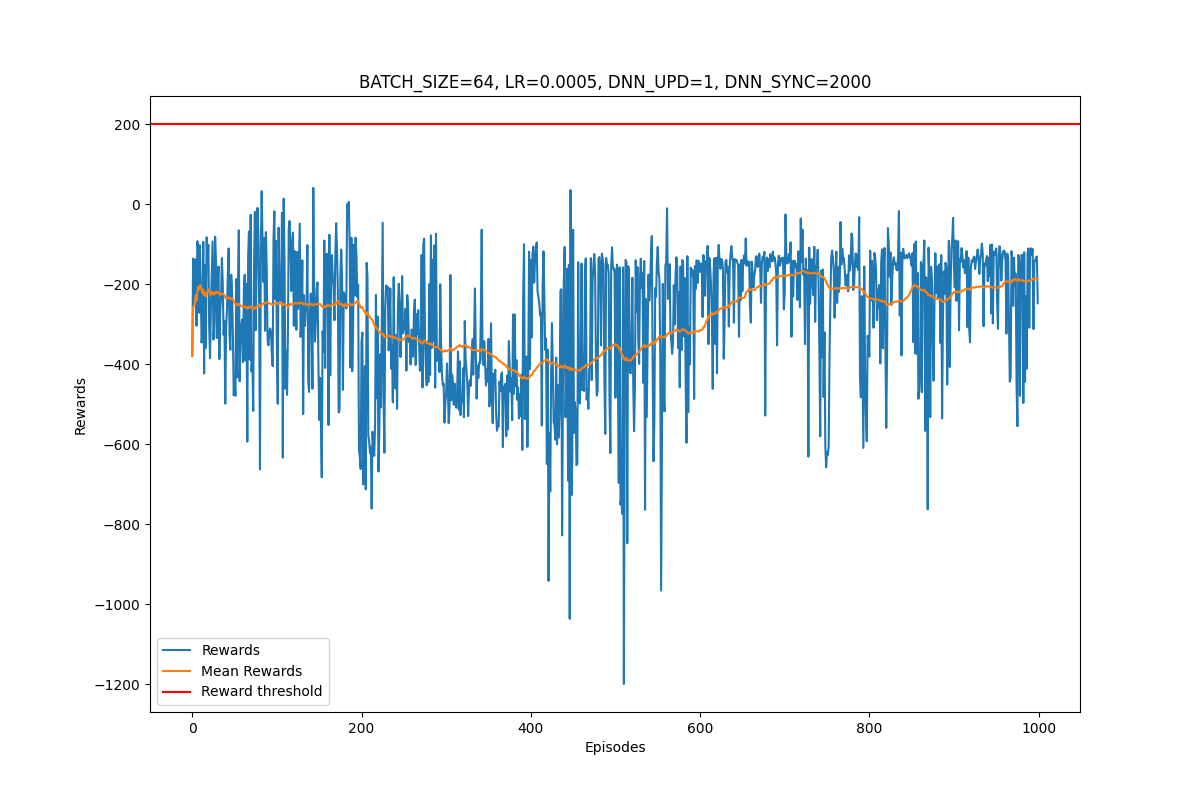 BATCH_SIZE=64, LR=0.0005, DNN_UPD=1, DNN_SYNC=2000
200
0
−200
−400
−600
−800
−1000
−1200
Rewards
Rewards
Mean Rewards
Reward threshold
0
200
400
600
800
1000
Episodes